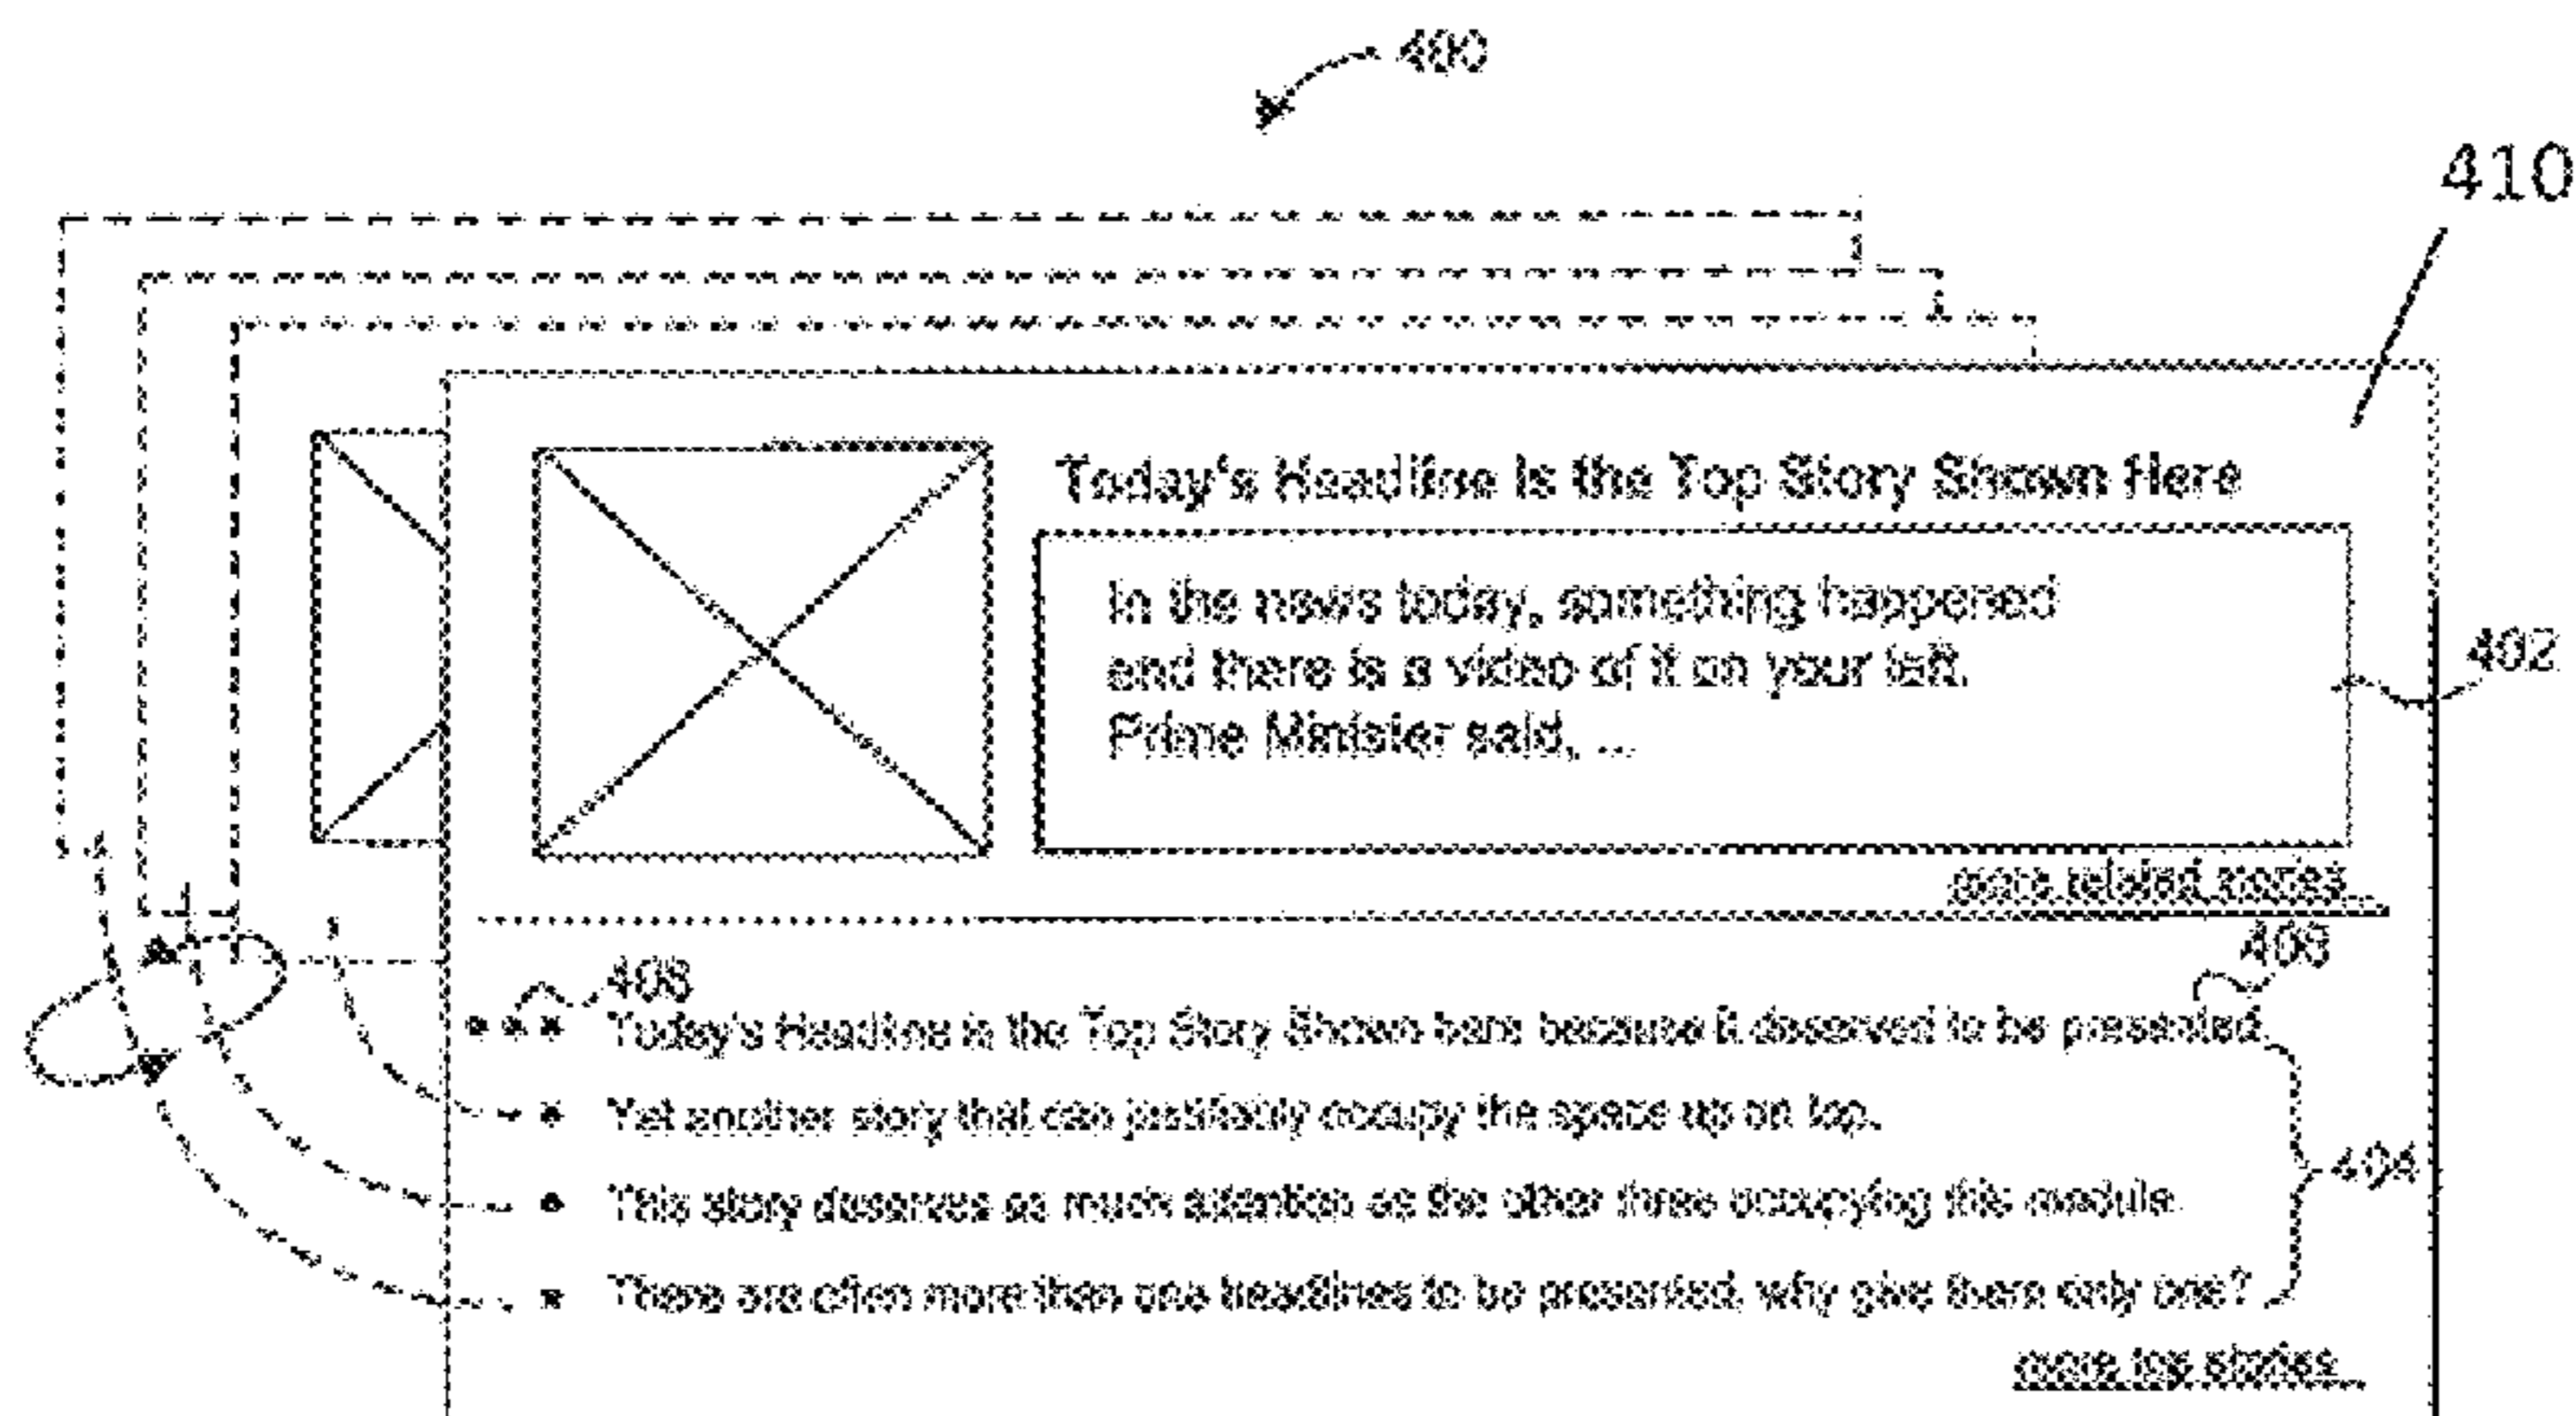 400
410
Today's Headline is the Top Story Shown Here
In the news today, something happened
and there is a video of it on your left.
Prime Minister said, ...
402
more related stories...
408
Today's Headline is the Top Story Shown here because it deserved to be presented.
Yet another story that can justifiably occupy the space up on top.
This story deserves as much attention as the other three occupying this module.
404
There are often more than one headlines to be presented, why give them only one?
more top stories...